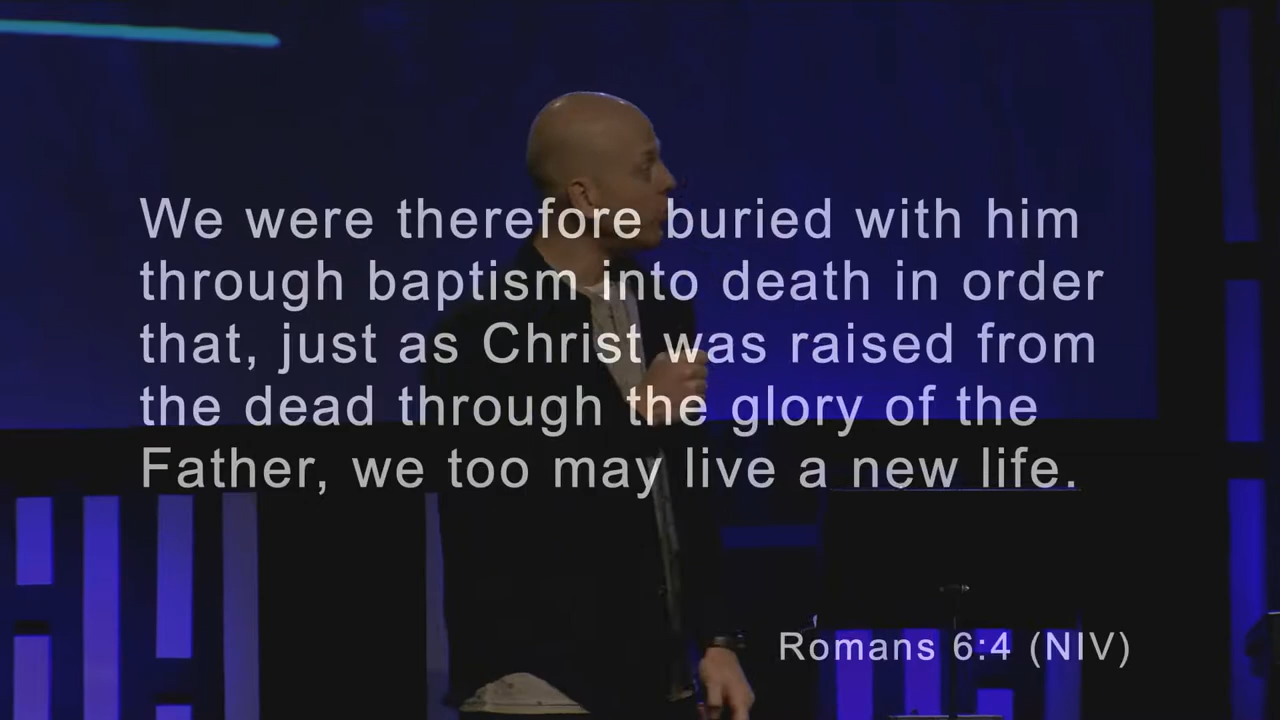 We were therefore buried with him
through baptism into death in order
that, just as Christ was raised from
the dead through the glory of the
Father, we too may live a new life.
Romans 6:4 (NIV)